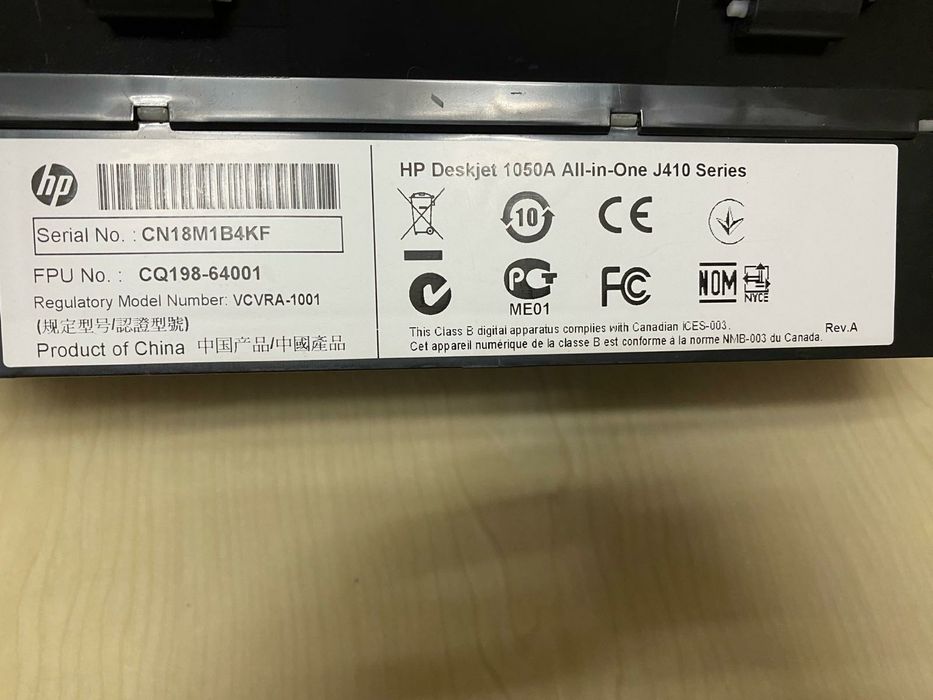 hp
Serial No. : CN18M1B4KF
FPU No. : CQ198-64001
Regulatory Model Number: VCVRA-1001
(规定型号/認證型號)
Product of China 中国产品/中國產品
HP Deskjet 1050A All-in-One J410 Series
10
CE
PCT
ME01
FC
NOM
NYCE
This Class B digital apparatus complies with Canadian ICES-003.
Cet appareil numérique de la classe B est conforme à la norme NMB-003 du Canada.
Rev.A